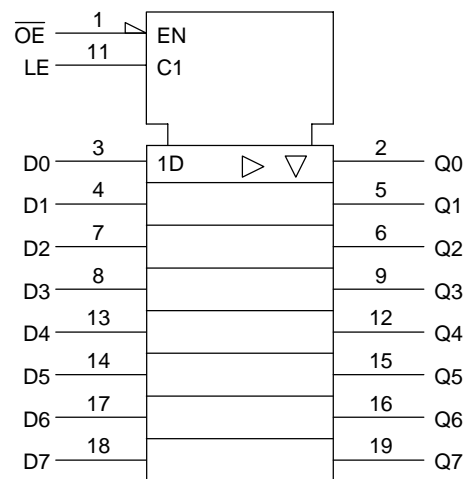 1
O̅E̅ EN
11
LE C1
3 2
D0 1D Q0
4 5
D1 Q1
7 6
D2 Q2
8 9
D3 Q3
13 12
D4 Q4
14 15
D5 Q5
17 16
D6 Q6
18 19
D7 Q7